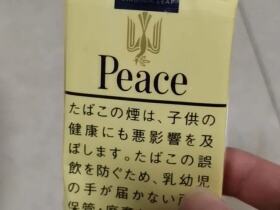 Peace
たばこの煙は、子供の
健康にも悪影響を及
ぼします。たばこの誤
飲を防ぐため、乳幼児
の手が届かない